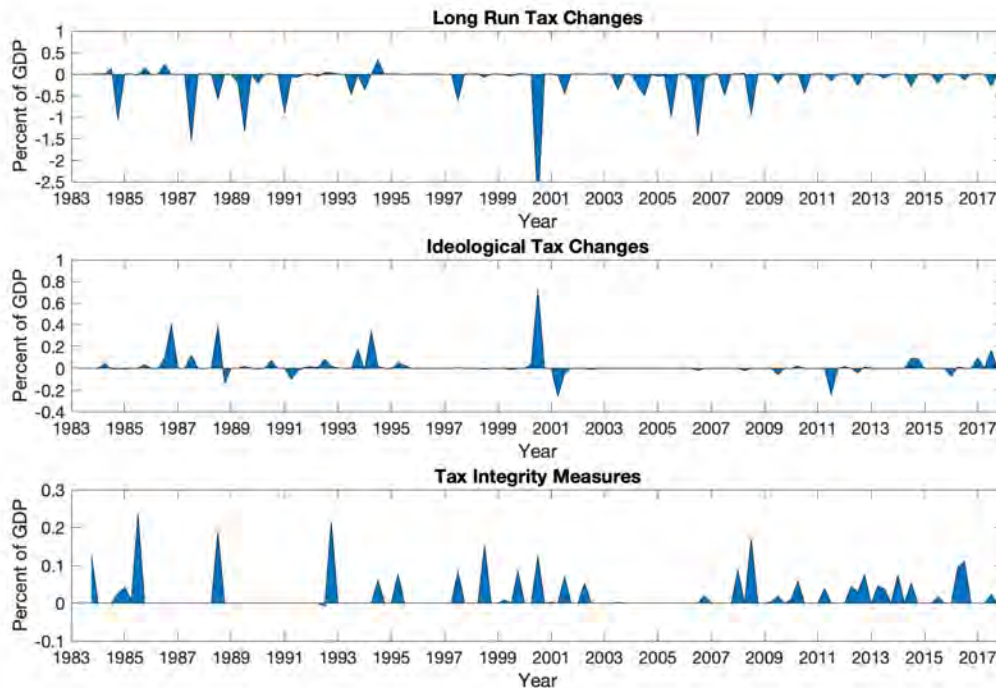 Long Run Tax Changes
Percent of GDP
1
0.5
0
-0.5
-1
-1.5
-2
-2.5
1983 1985 1987 1989 1991 1993 1995 1997 1999 2001 2003 2005 2007 2009 2011 2013 2015 2017
Year
Ideological Tax Changes
Percent of GDP
1
0.8
0.6
0.4
0.2
0
-0.2
-0.4
1983 1985 1987 1989 1991 1993 1995 1997 1999 2001 2003 2005 2007 2009 2011 2013 2015 2017
Year
Tax Integrity Measures
Percent of GDP
0.3
0.2
0.1
0
-0.1
1983 1985 1987 1989 1991 1993 1995 1997 1999 2001 2003 2005 2007 2009 2011 2013 2015 2017
Year